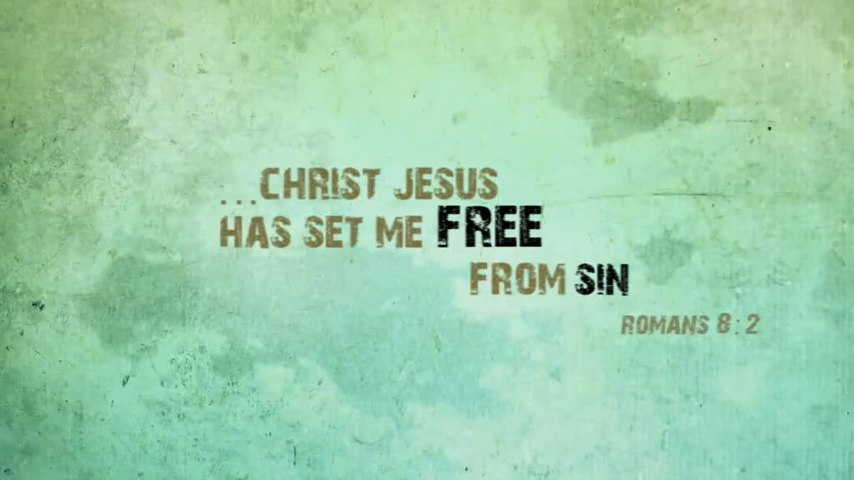 ...CHRIST JESUS
HAS SET ME FREE
FROM SIN
ROMANS 8:2